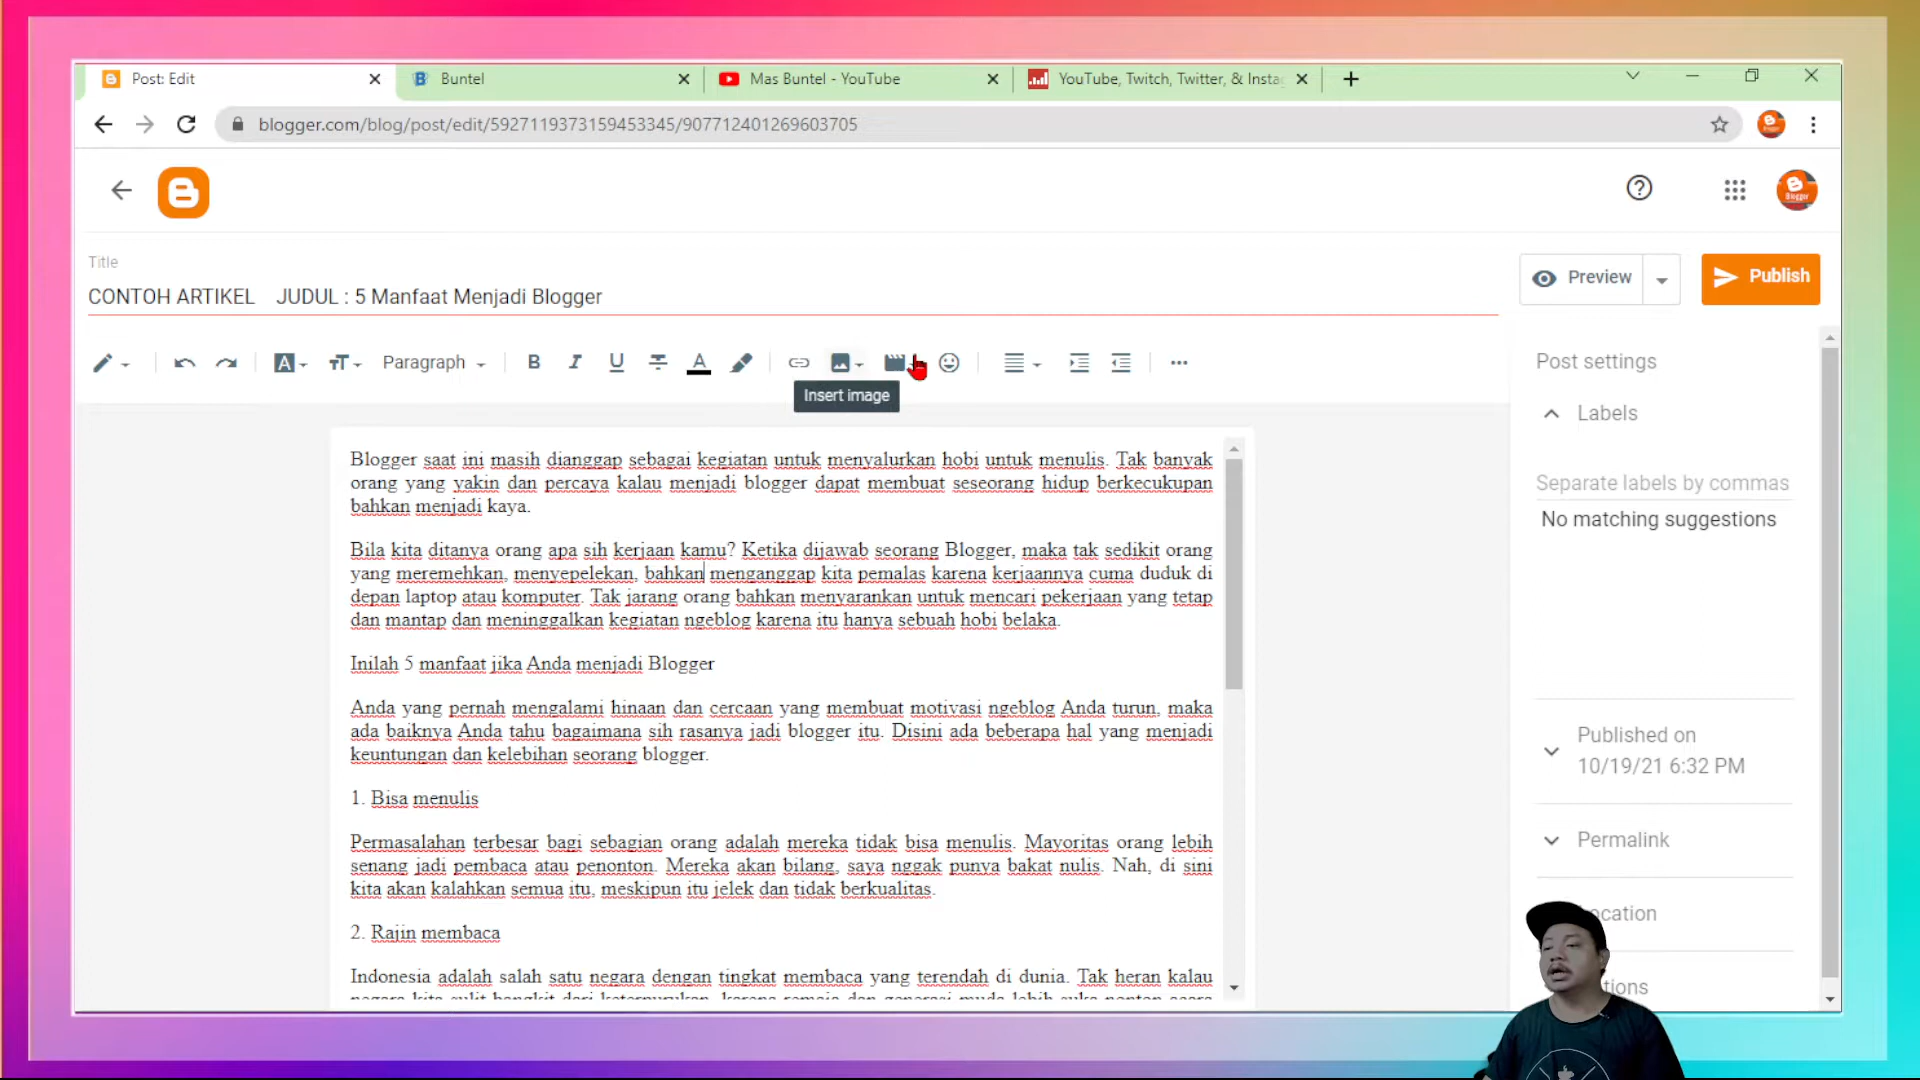 Post: Edit
Buntel
Mas Buntel - YouTube
YouTube, Twitch, Twitter, & Insta
blogger.com/blog/post/edit/5927119373159453345/907712401269603705
Title
CONTOH ARTIKEL JUDUL : 5 Manfaat Menjadi Blogger
Preview
Publish
Paragraph
Insert image
Post settings
Labels
Separate labels by commas
No matching suggestions
Published on
10/19/21 6:32 PM
Permalink
ocation
tions
Blogger saat ini masih dianggap sebagai kegiatan untuk menyalurkan hobi untuk menulis. Tak banyak
orang yang yakin dan percaya kalau menjadi blogger dapat membuat seseorang hidup berkecukupan
bahkan menjadi kaya.
Bila kita ditanya orang apa sih kerjaan kamu? Ketika dijawab seorang Blogger, maka tak sedikit orang
yang meremehkan, menyepelekan, bahkan menganggap kita pemalas karena kerjaannya cuma duduk di
depan laptop atau komputer. Tak jarang orang bahkan menyarankan untuk mencari pekerjaan yang tetap
dan mantap dan meninggalkan kegiatan ngeblog karena itu hanya sebuah hobi belaka.
Inilah 5 manfaat jika Anda menjadi Blogger
Anda yang pernah mengalami hinaan dan cercaan yang membuat motivasi ngeblog Anda turun, maka
ada baiknya Anda tahu bagaimana sih rasanya jadi blogger itu. Disini ada beberapa hal yang menjadi
keuntungan dan kelebihan seorang blogger.
1. Bisa menulis
Permasalahan terbesar bagi sebagian orang adalah mereka tidak bisa menulis. Mayoritas orang lebih
senang jadi pembaca atau penonton. Mereka akan bilang, saya nggak punya bakat nulis. Nah, di sini
kita akan kalahkan semua itu, meskipun itu jelek dan tidak berkualitas.
2. Rajin membaca
Indonesia adalah salah satu negara dengan tingkat membaca yang terendah di dunia. Tak heran kalau